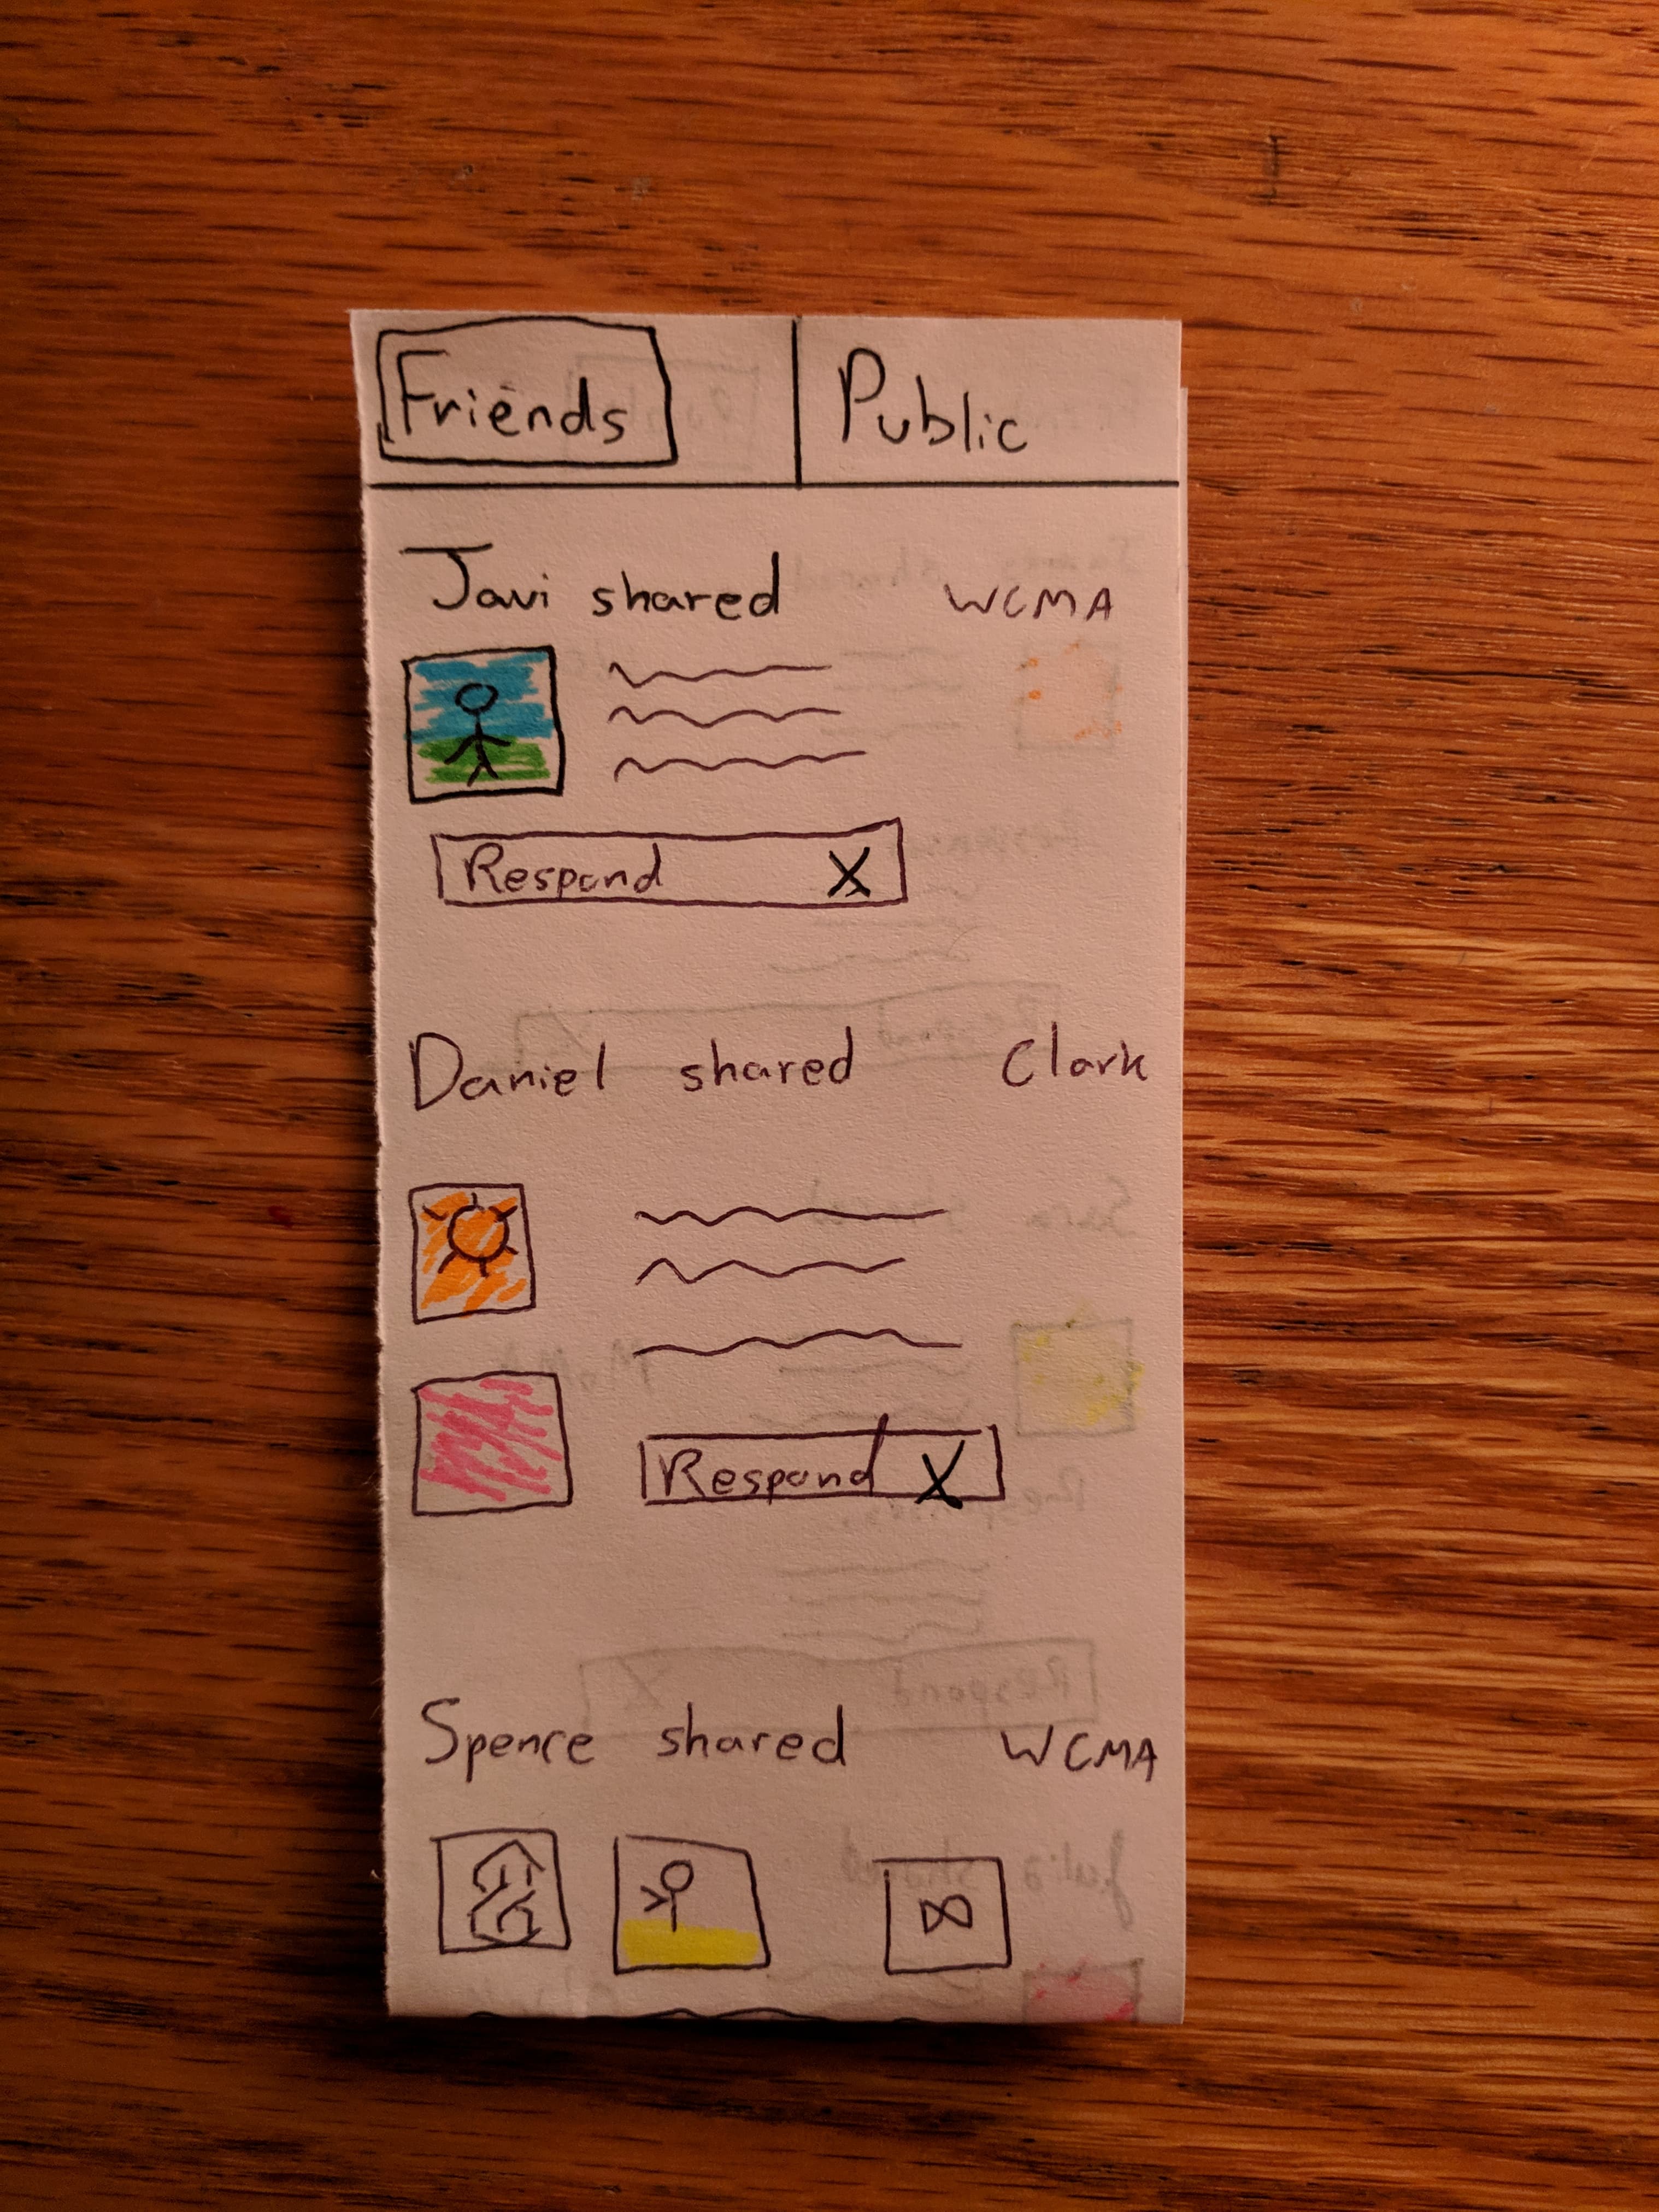 Friends Public
Javi shared WCMA
Respond X
Daniel shared Clark
Respond X
Spence shared WCMA